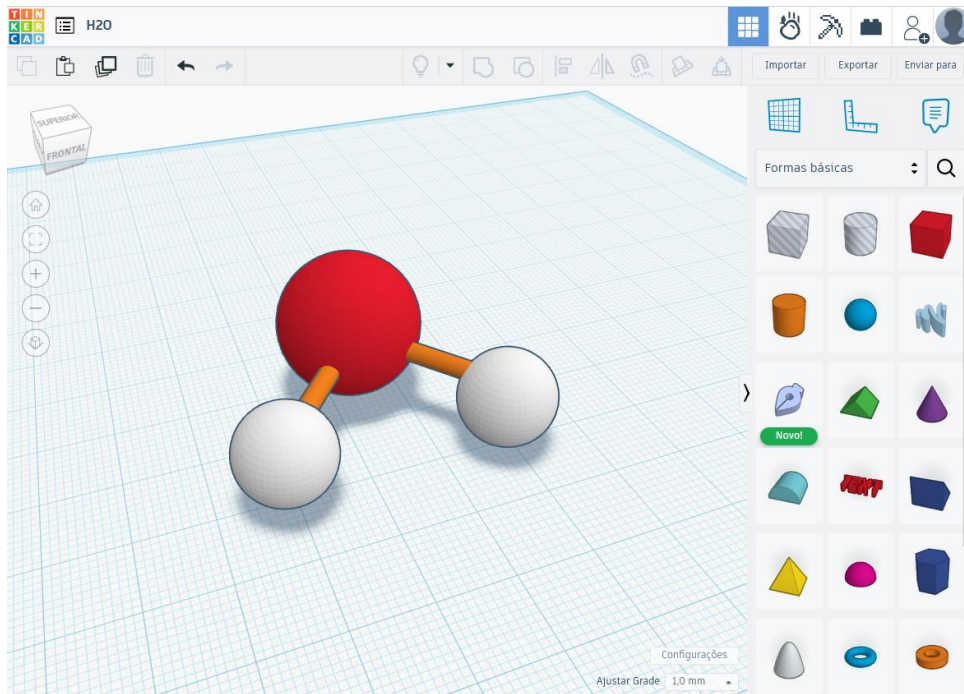 TIN
KER
CAD
H2O
Importar
Exportar
Enviar para
SUPERIOR
FRONTAL
Formas básicas
Novo!
TEXT
Configurações
Ajustar Grade 1,0 mm